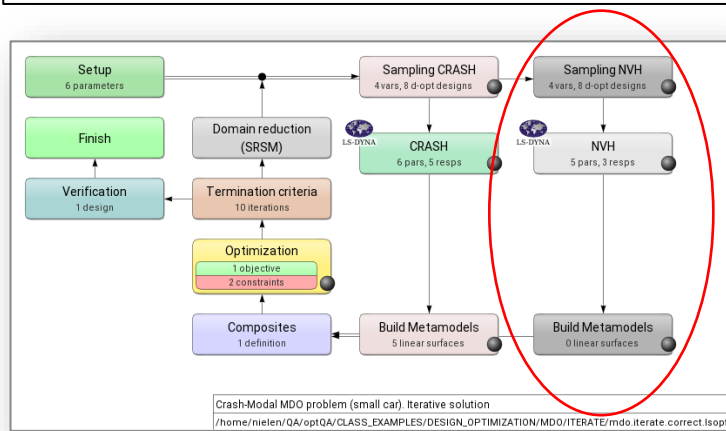 Setup
6 parameters
Sampling CRASH
4 vars, 8 d-opt designs
Sampling NVH
4 vars, 8 d-opt designs
Finish
Domain reduction
(SRSM)
LS-DYNA
CRASH
6 pars, 5 resps
LS-DYNA
NVH
5 pars, 3 resps
Verification
1 design
Termination criteria
10 iterations
Optimization
1 objective
2 constraints
Composites
1 definition
Build Metamodels
5 linear surfaces
Build Metamodels
0 linear surfaces
Crash-Modal MDO problem (small car). Iterative solution
/home/nielen/QA/optQA/CLASS_EXAMPLES/DESIGN_OPTIMIZATION/MDO/ITERATE/mdo.iterate.correct.lsopt